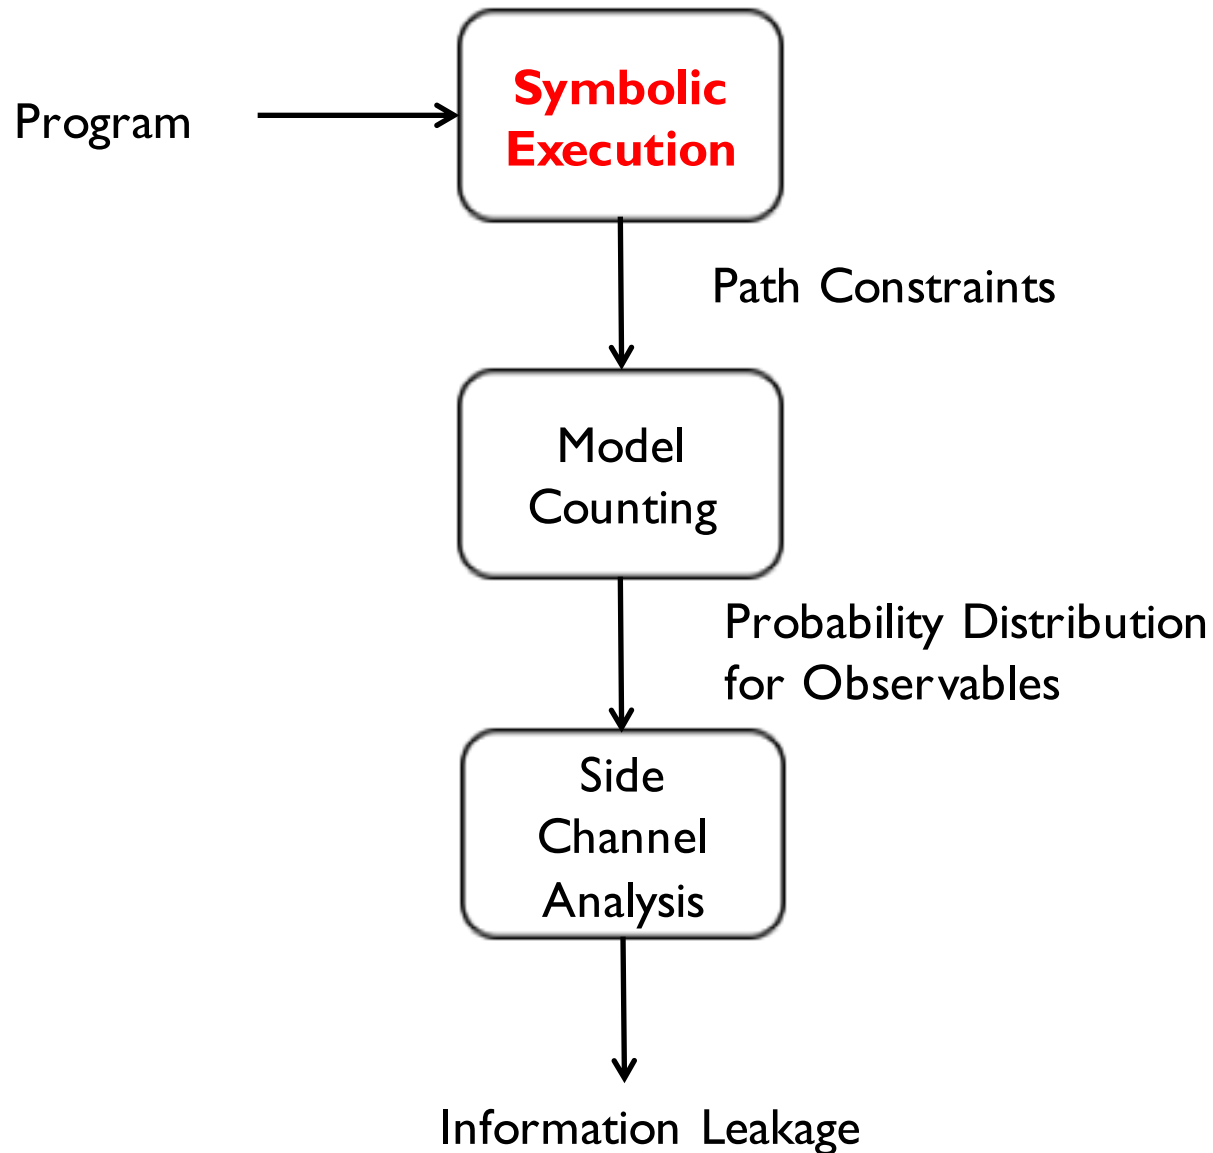 Program
Symbolic
Execution
Path Constraints
Model
Counting
Probability Distribution
for Observables
Side
Channel
Analysis
Information Leakage